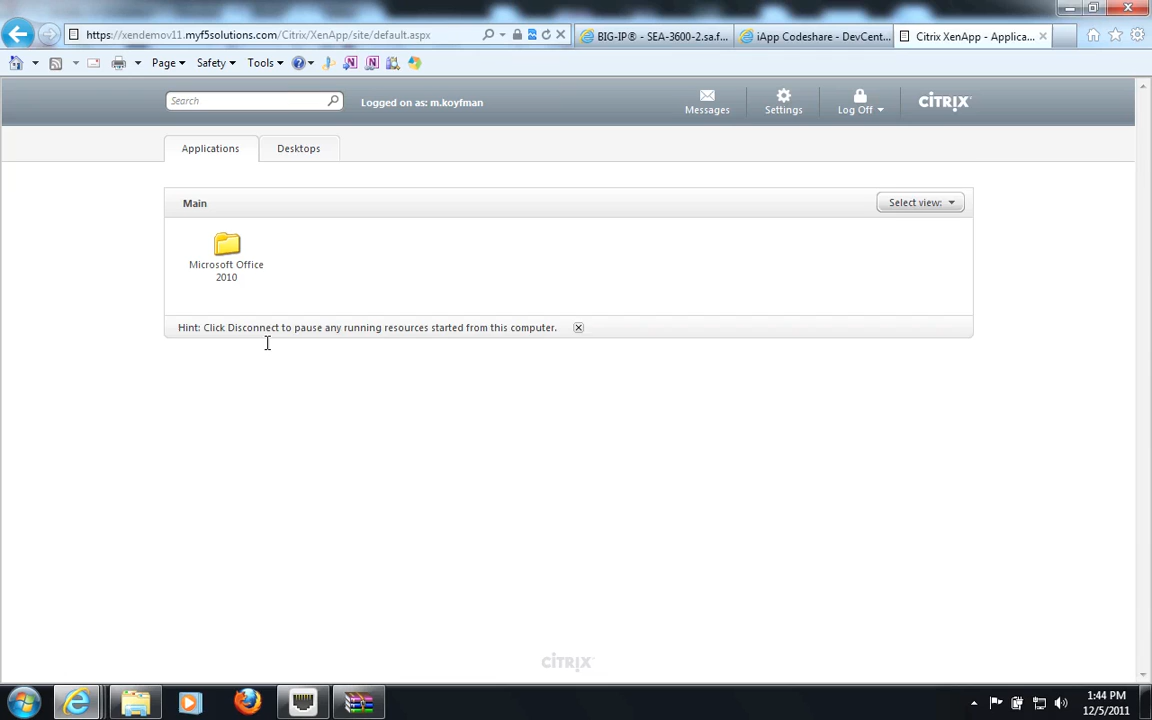 https://xendemov11.myf5solutions.com/Citrix/XenApp/site/default.aspx
BIG-IP® - SEA-3600-2.sa.f...
iApp Codeshare - DevCent...
Citrix XenApp - Applica...
Page
Safety
Tools
Search
Logged on as: m.koyfman
Messages
Settings
Log Off
CITRIX
Applications
Desktops
Main
Select view:
Microsoft Office
2010
Hint: Click Disconnect to pause any running resources started from this computer.
CITRIX
1:44 PM
12/5/2011